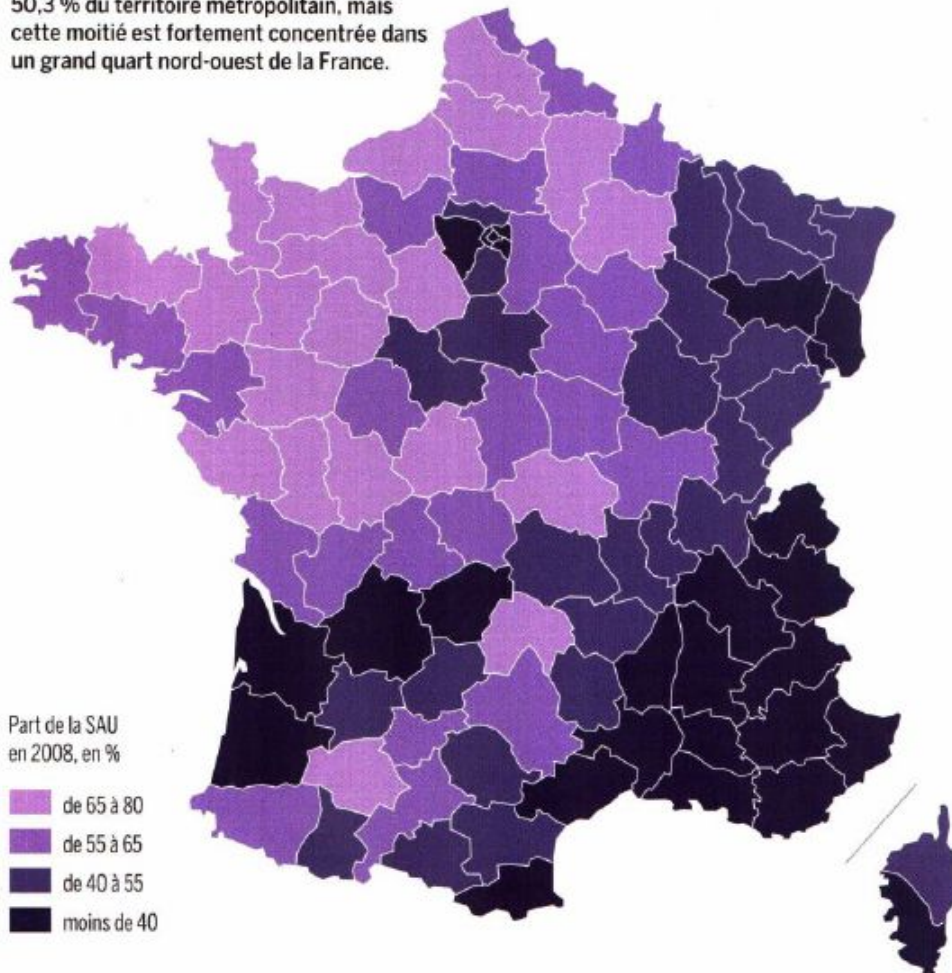 50,3 % du territoire métropolitain, mais
cette moitié est fortement concentrée dans
un grand quart nord-ouest de la France.
Part de la SAU
en 2008, en %
de 65 à 80
de 55 à 65
de 40 à 55
moins de 40